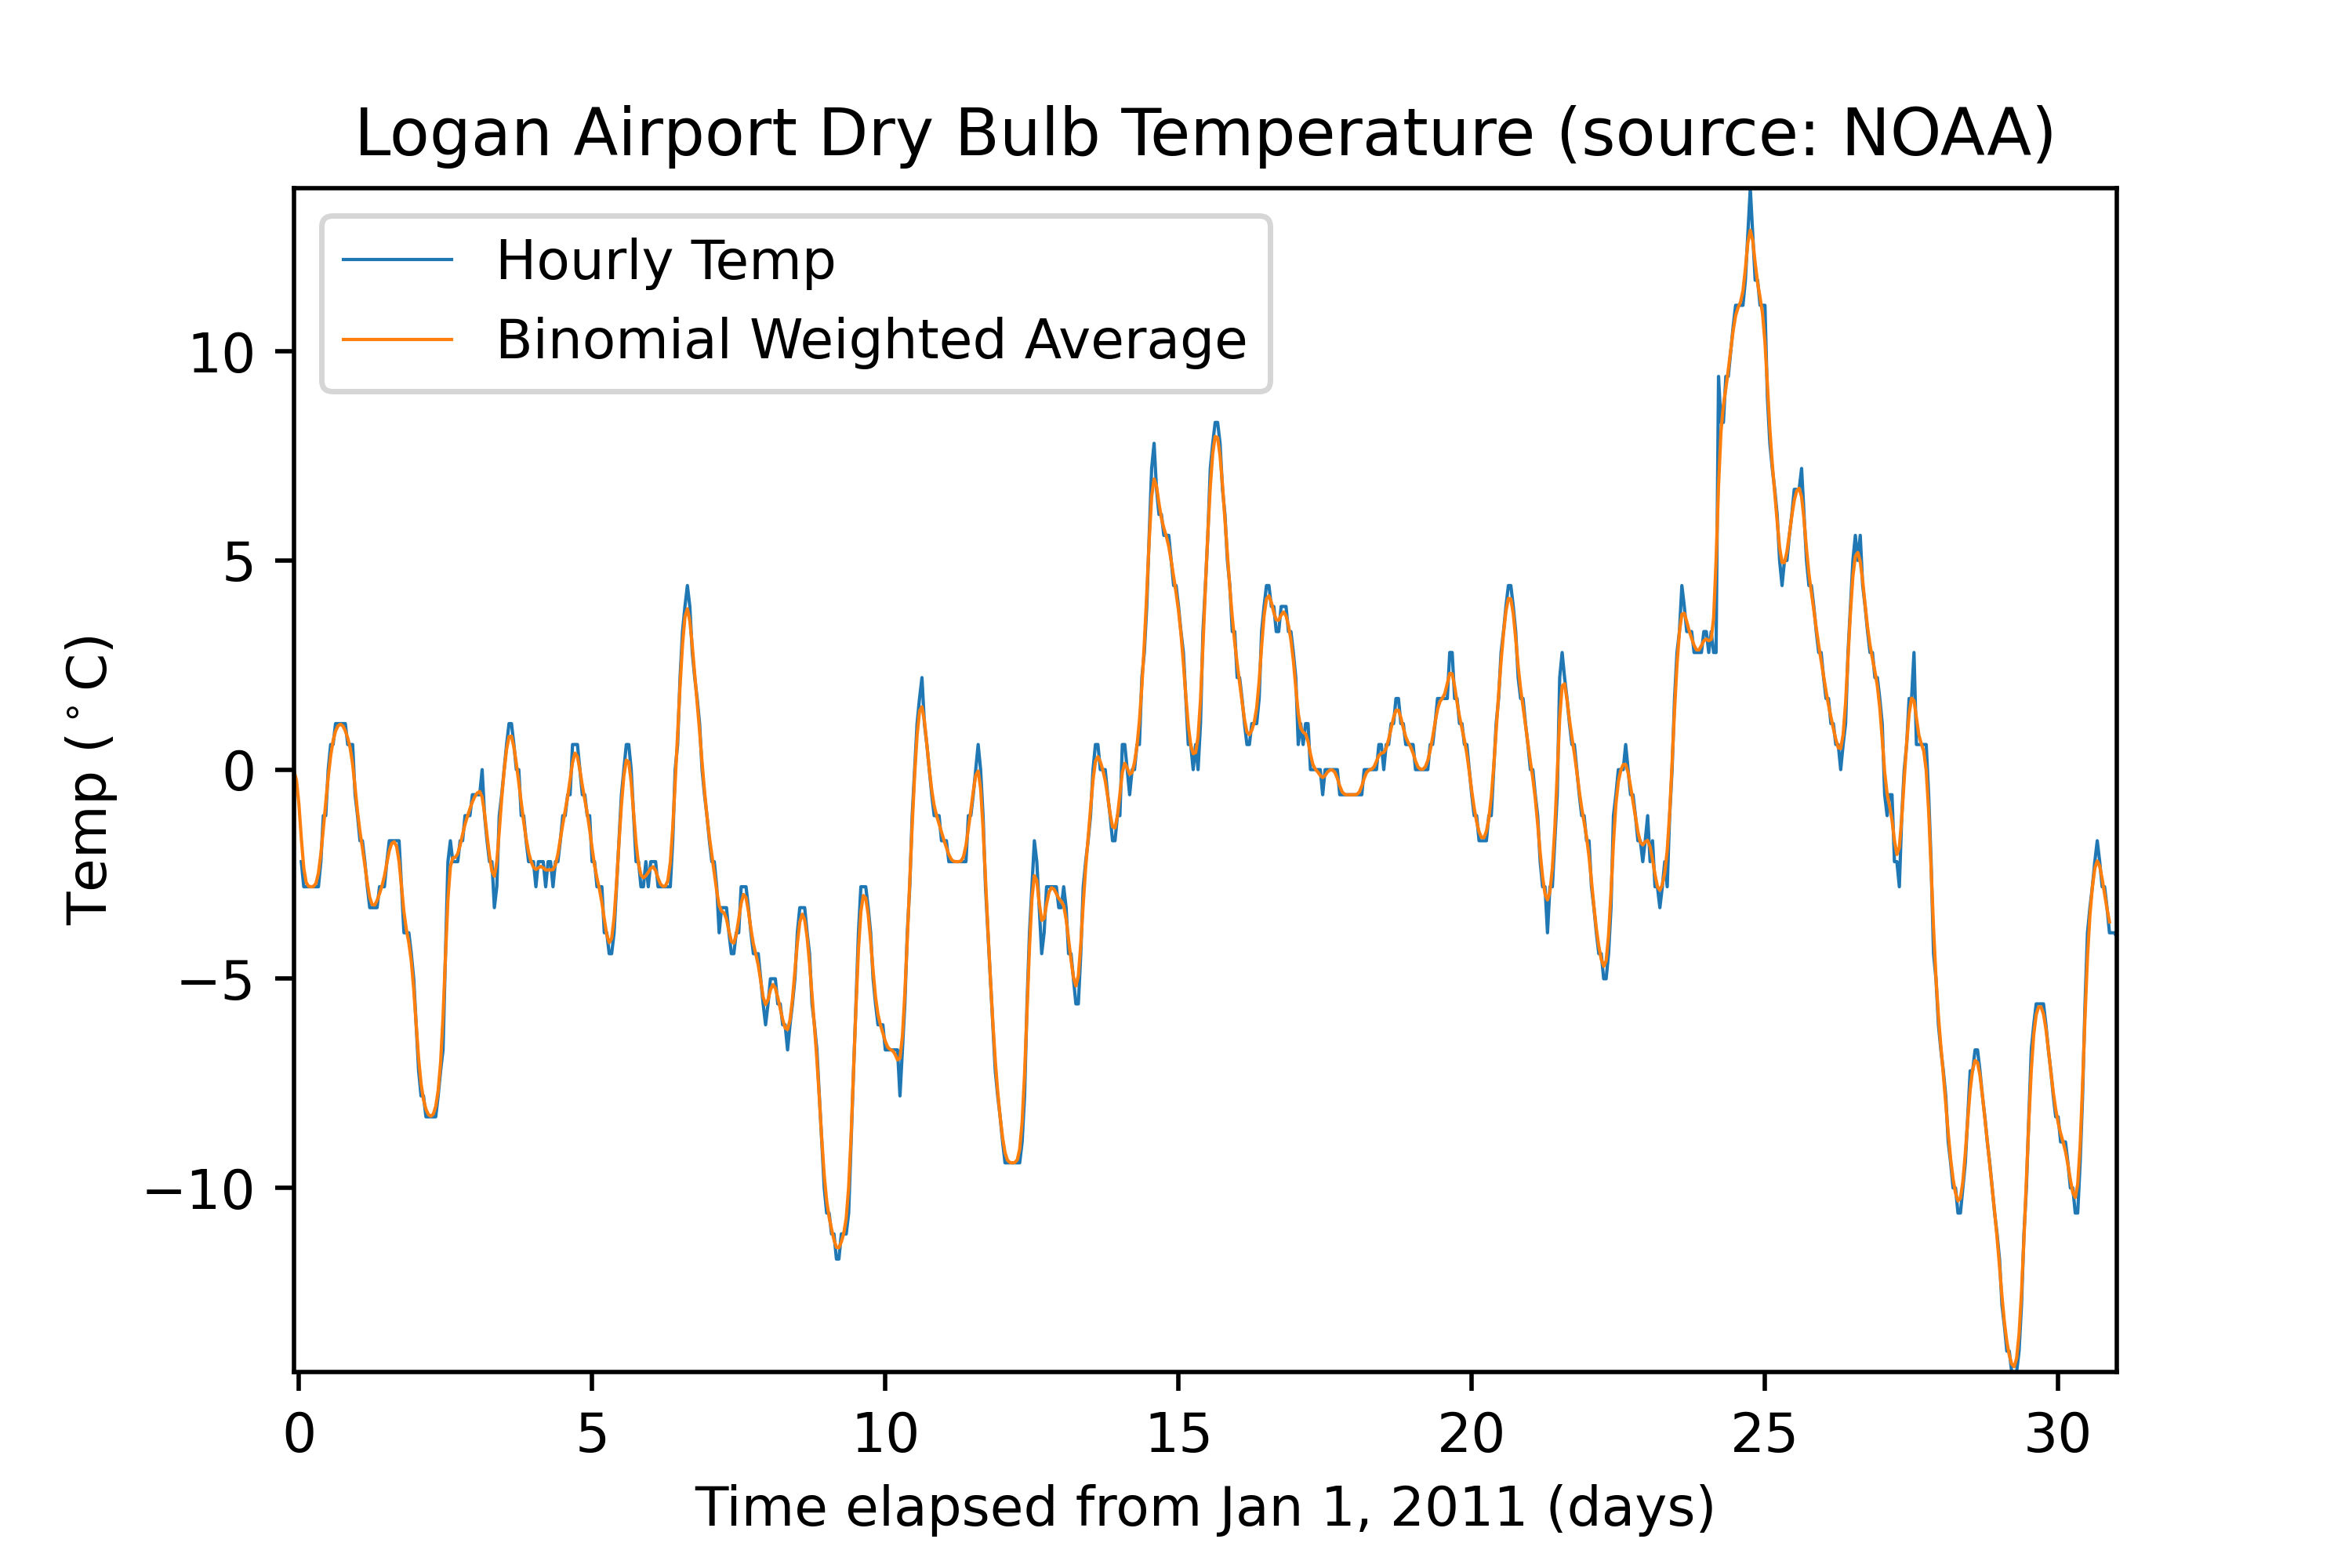 Logan Airport Dry Bulb Temperature (source: NOAA)
Hourly Temp
Binomial Weighted Average
Temp (°C)
10
5
0
−5
−10
0 5 10 15 20 25 30
Time elapsed from Jan 1, 2011 (days)